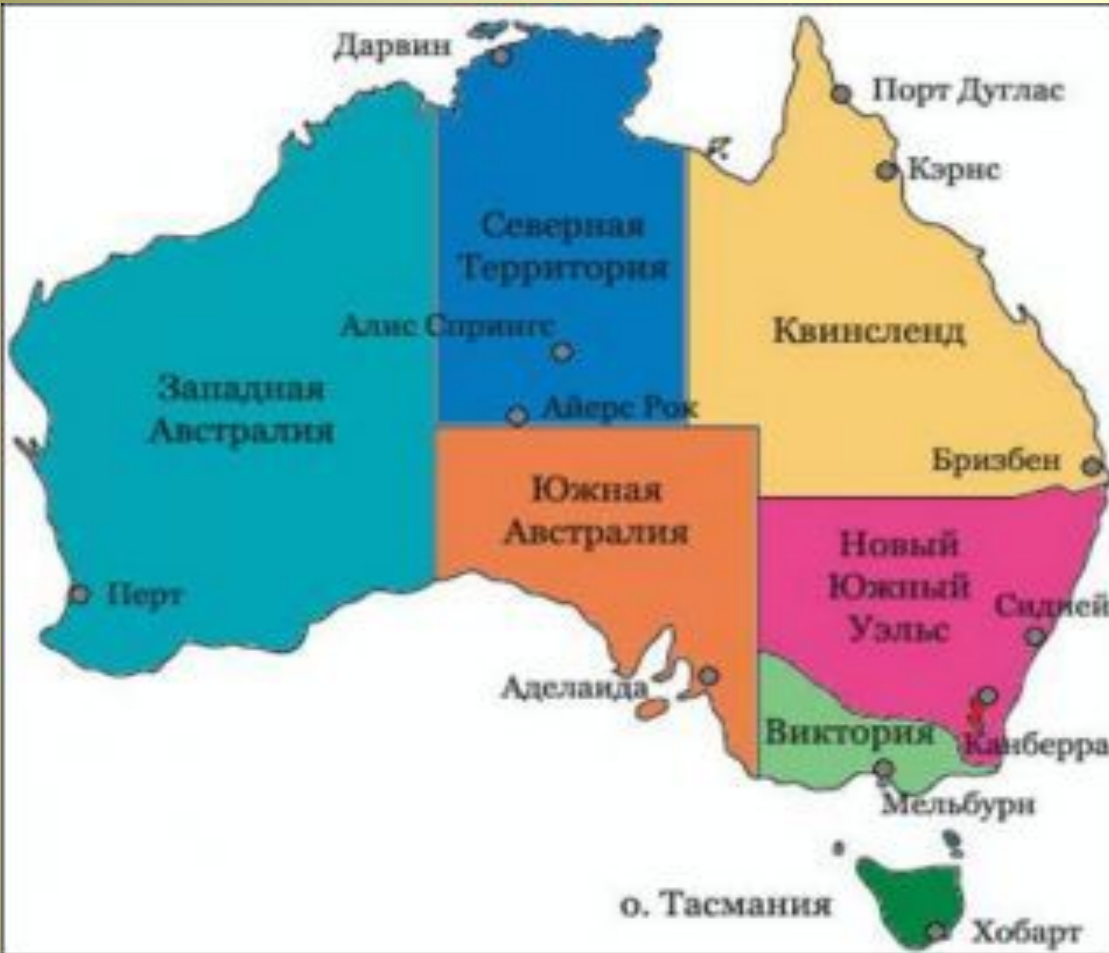 Дарвин
Порт Дуглас
Кэрнс
Северная
Территория
Алис Спрингс
Квинсленд
Западная
Австралия
Айерс Рок
Бризбен
Южная
Австралия
Новый
Южный
Уэльс
Перт
Сидней
Аделаида
Виктория
Канберра
Мельбурн
о. Тасмания
Хобарт